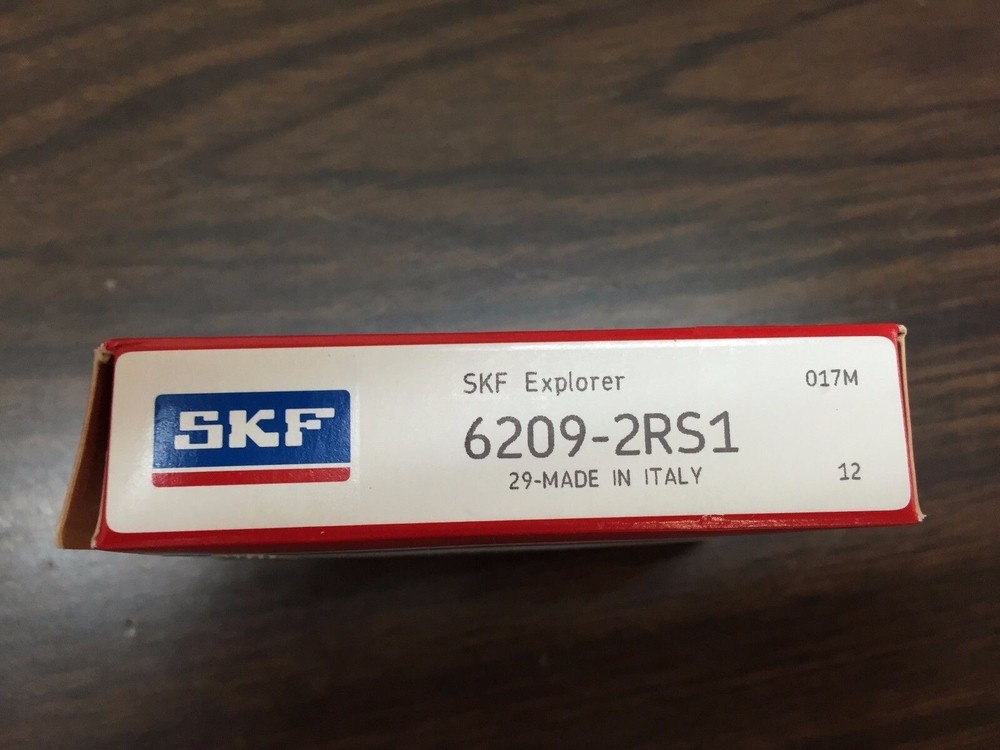 SKF
SKF Explorer
017M
6209-2RS1
29-MADE IN ITALY
12